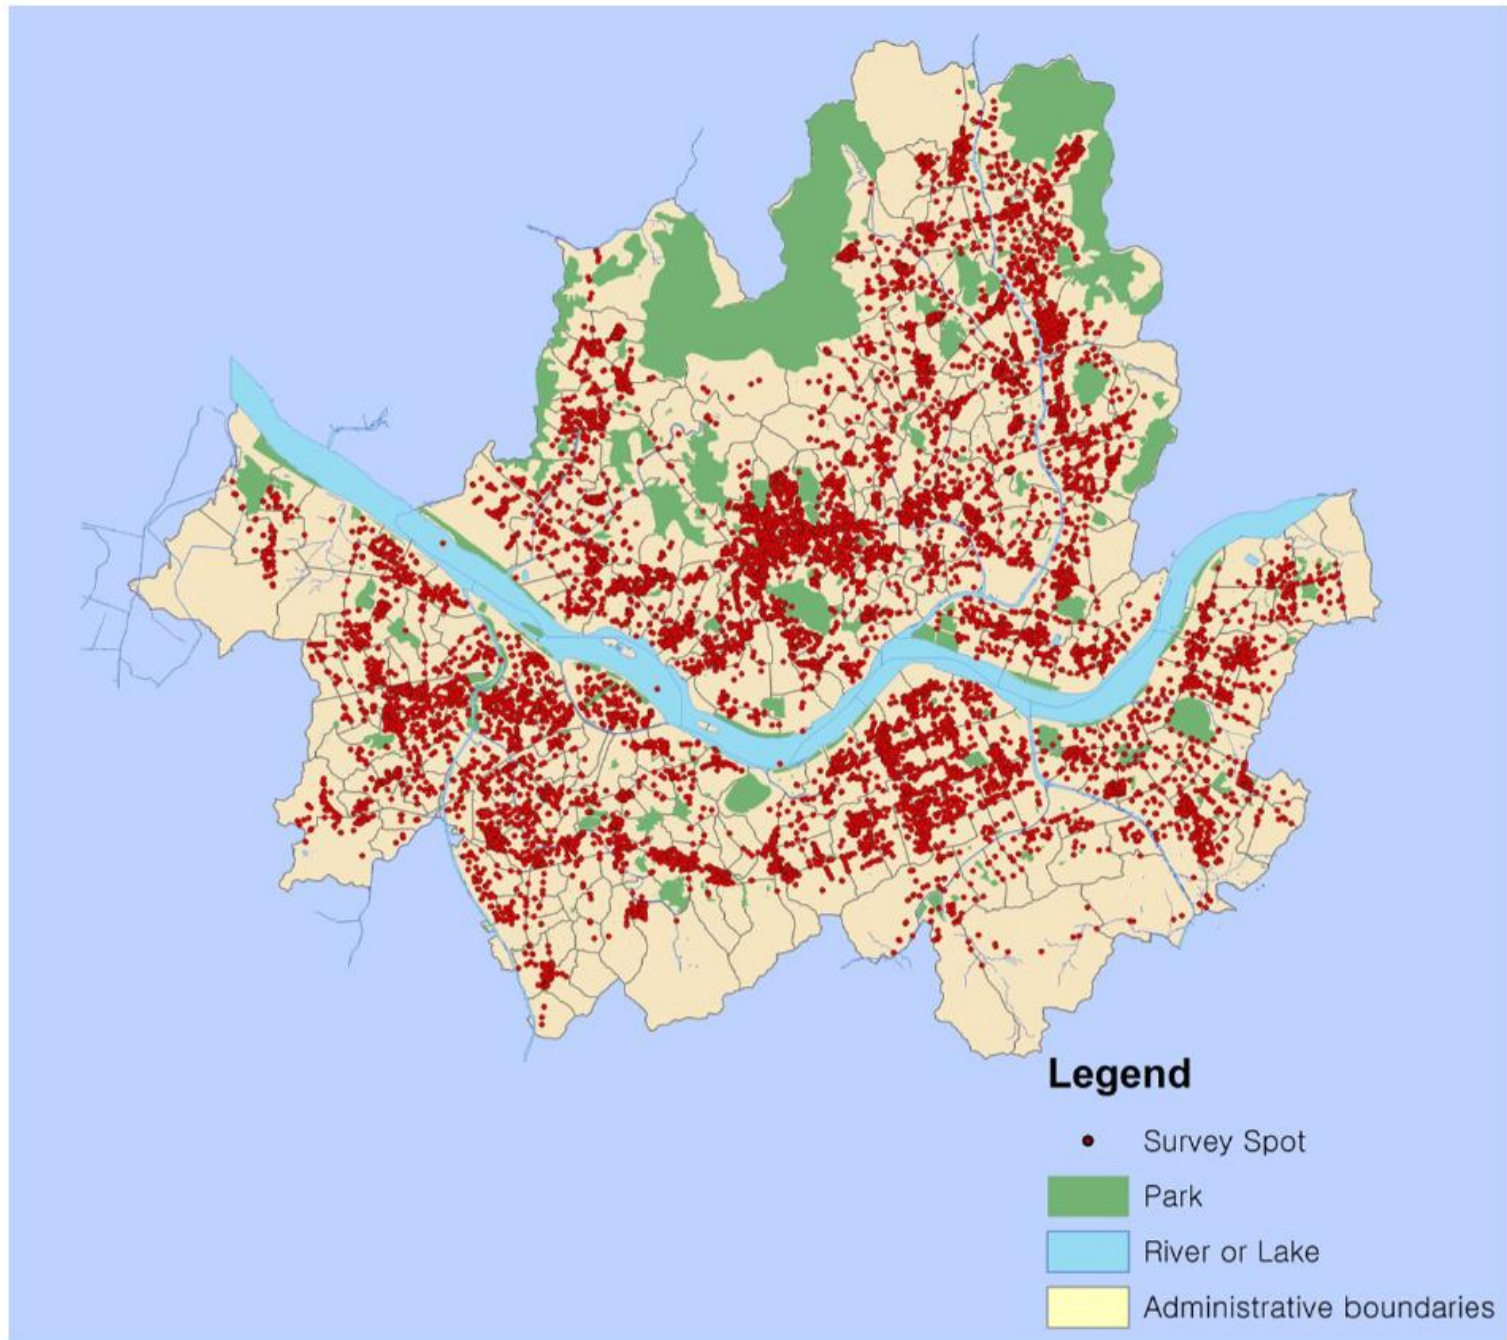 Legend
Survey Spot
Park
River or Lake
Administrative boundaries